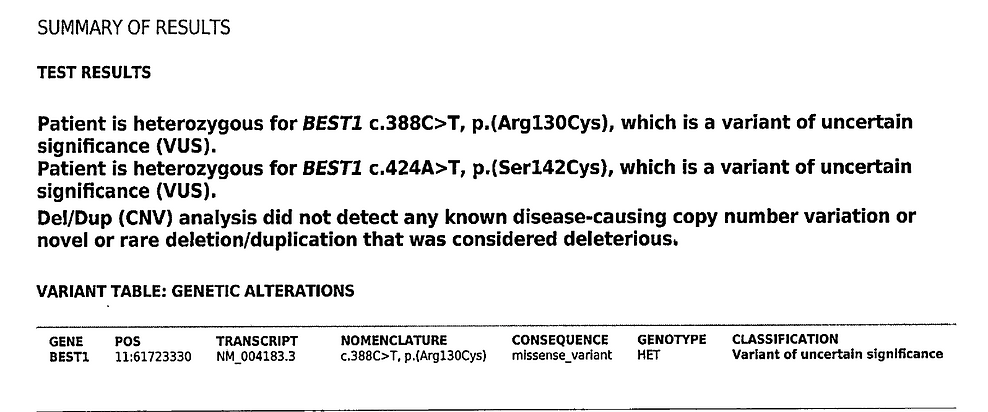 SUMMARY OF RESULTS
TEST RESULTS
Patient is heterozygous for BEST1 c.388C>T, p.(Arg130Cys), which is a variant of uncertain
significance (VUS).
Patient is heterozygous for BEST1 c.424A>T, p.(Ser142Cys), which is a variant of uncertain
significance (VUS).
Del/Dup (CNV) analysis did not detect any known disease-causing copy number variation or
novel or rare deletion/duplication that was considered deleterious.
VARIANT TABLE: GENETIC ALTERATIONS
GENE POS TRANSCRIPT NOMENCLATURE CONSEQUENCE GENOTYPE CLASSIFICATION
BEST1 11:61723330 NM_004183.3 c.388C>T, p.(Arg130Cys) missense_variant HET Variant of uncertain significance